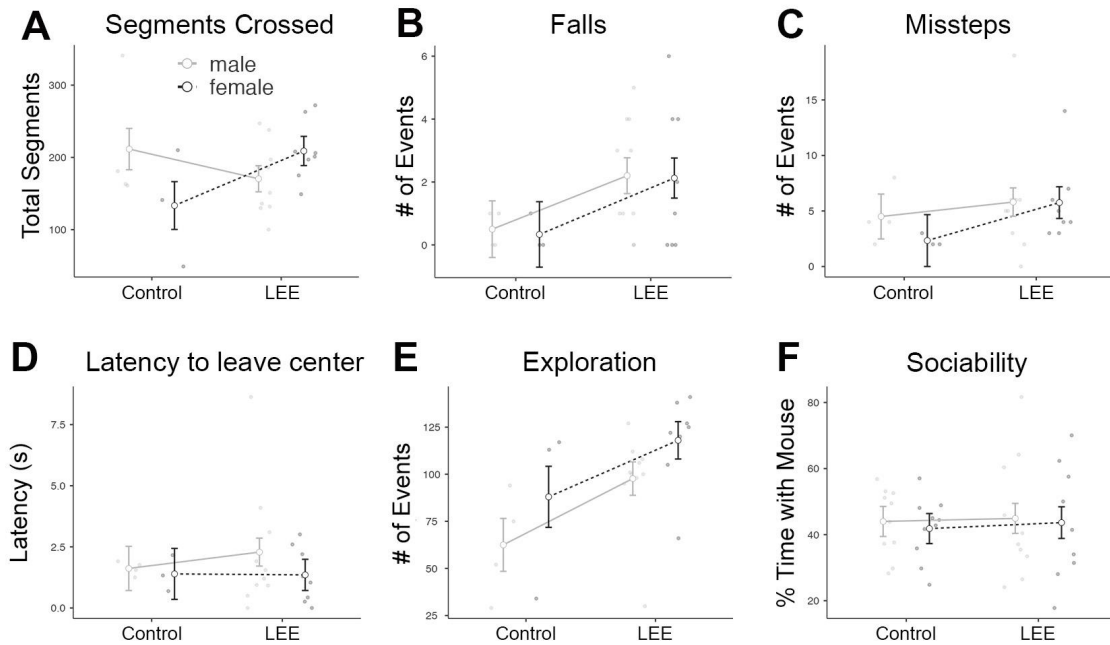 A Segments Crossed
Total Segments
300
200
100
male
female
Control LEE
B Falls
# of Events
6
4
2
0
Control LEE
C Missteps
# of Events
15
10
5
0
Control LEE
D Latency to leave center
Latency (s)
7.5
5.0
2.5
0.0
Control LEE
E Exploration
# of Events
125
100
75
50
25
Control LEE
F Sociability
% Time with Mouse
80
60
40
20
Control LEE